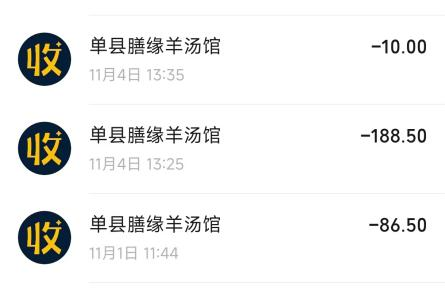 收
单县膳缘羊汤馆
-10.00
11月4日 13:35
收
单县膳缘羊汤馆
-188.50
11月4日 13:25
收
单县膳缘羊汤馆
-86.50
11月1日 11:44